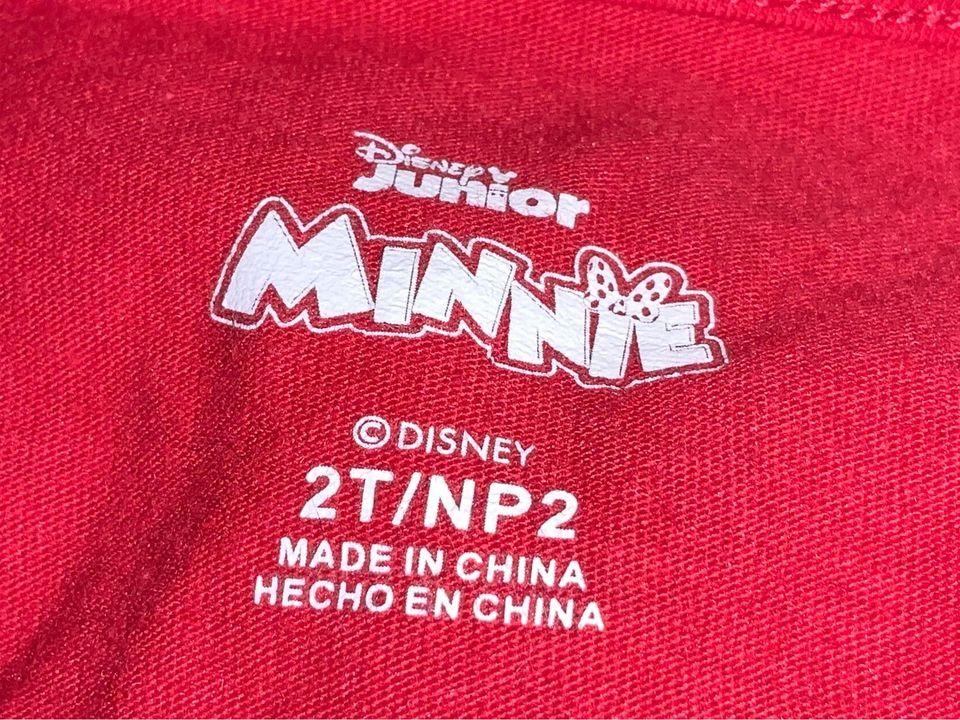 Disney
Junior
MINNIE
© DISNEY
2T/NP2
MADE IN CHINA
HECHO EN CHINA